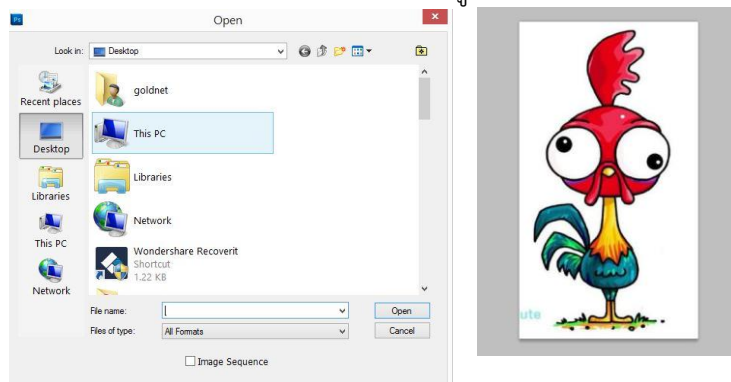 Ps
Open
Look in: Desktop
Recent places
Desktop
Libraries
This PC
Network
goldnet
This PC
Libraries
Network
Wondershare Recoverit
Shortcut
1.22 KB
File name:
Open
Files of type: All Formats
Cancel
Image Sequence
ute